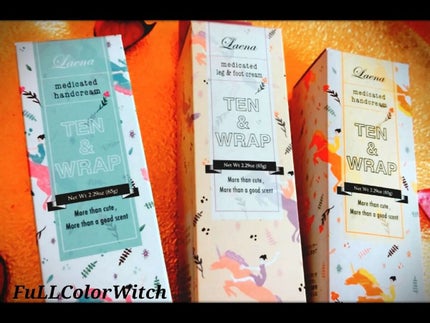 Laena
medicated
handcream
TEN
&
WRAP
Net Wt 2.29oz (65g)
More than cute,
More than a good scent
Laena
medicated
leg & foot cream
TEN
&
WRAP
Net Wt 2.29oz (65g)
More than cute,
More than a good scent
Laena
medicated
handcream
TEN
&
WRAP
Net Wt 2.29oz (65g)
More than cute,
More than a good scent
FuLLColorWitch